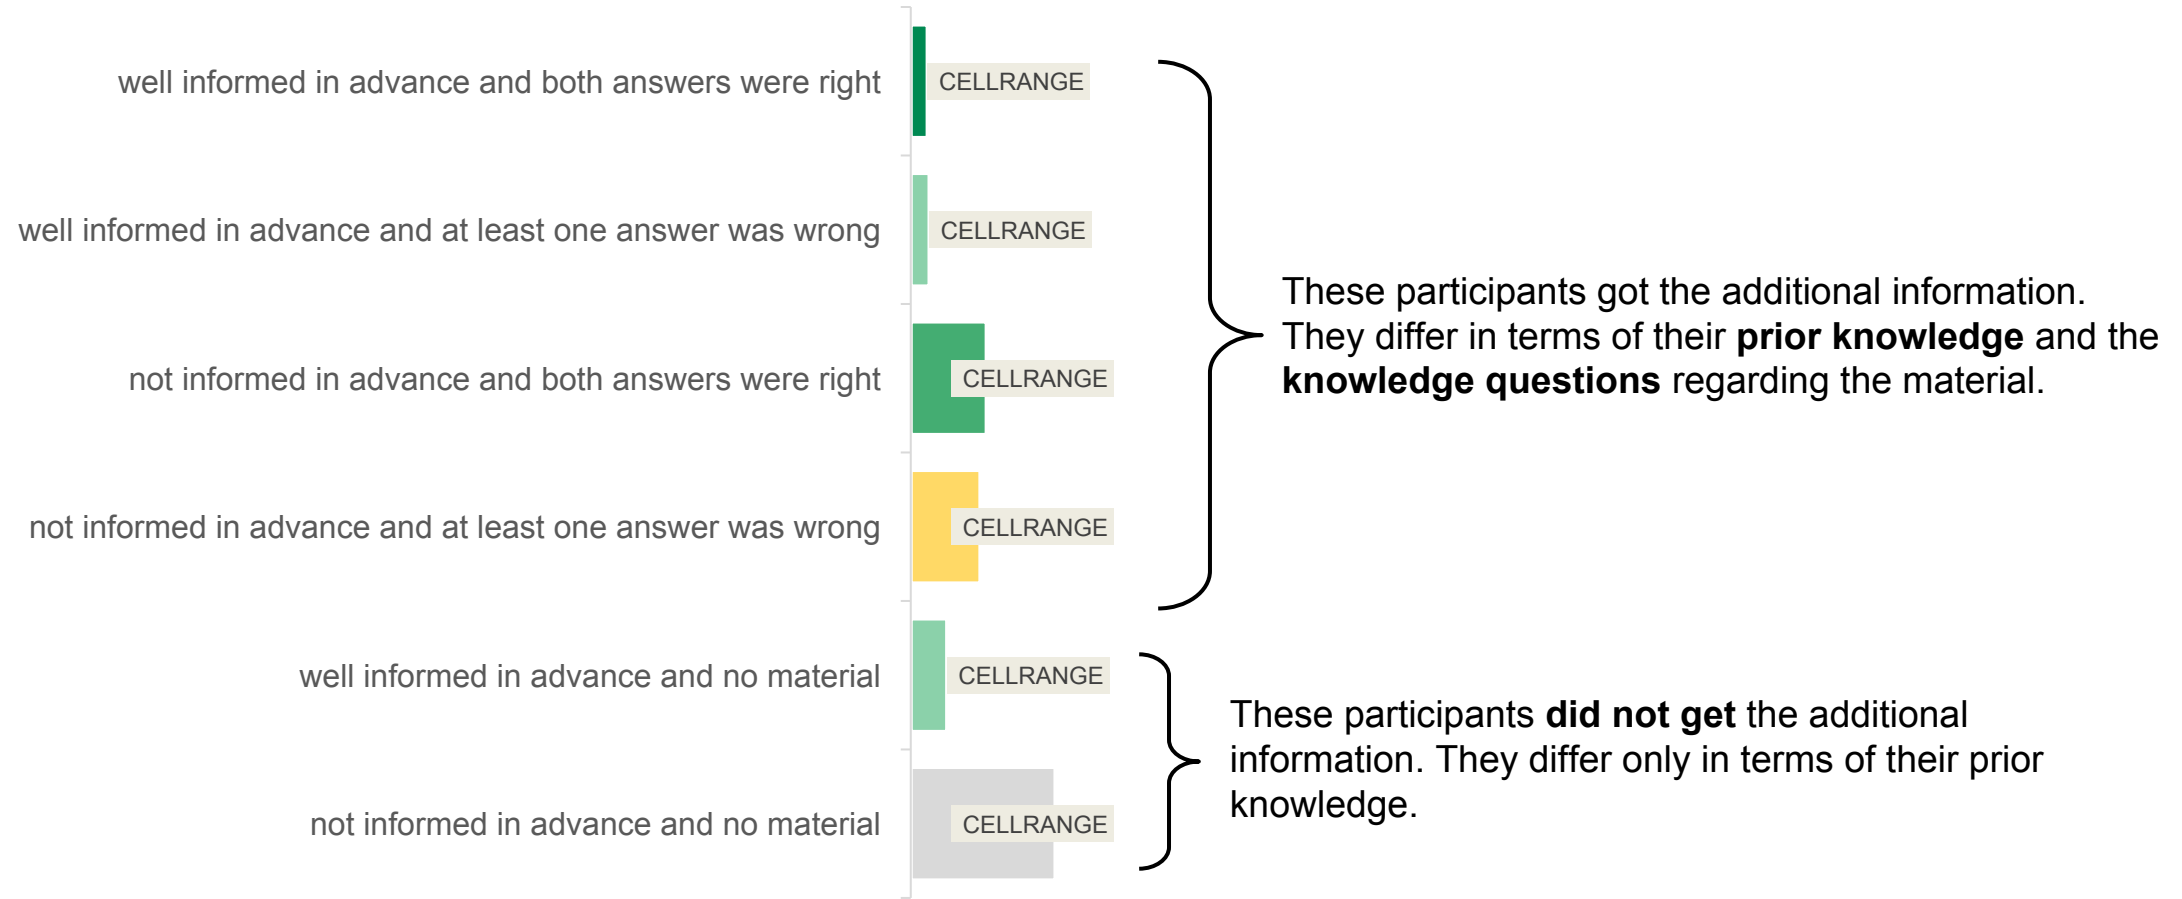 well informed in advance and both answers were right
CELLRANGE
well informed in advance and at least one answer was wrong
CELLRANGE
not informed in advance and both answers were right
CELLRANGE
not informed in advance and at least one answer was wrong
CELLRANGE
well informed in advance and no material
CELLRANGE
not informed in advance and no material
CELLRANGE
These participants got the additional information.
They differ in terms of their prior knowledge and the
knowledge questions regarding the material.
These participants did not get the additional
information. They differ only in terms of their prior
knowledge.